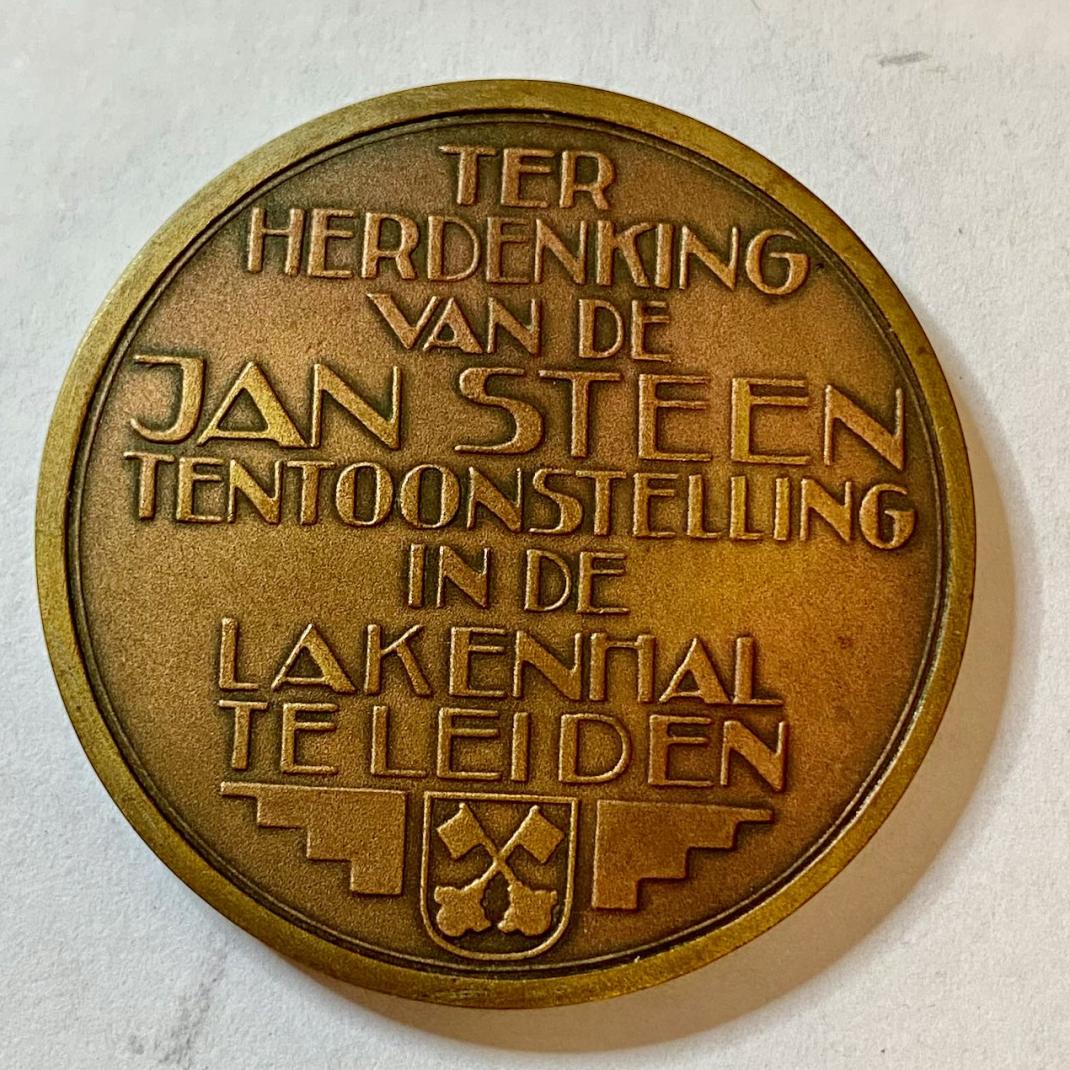 TER
HERDENKING
VAN DE
JAN STEEN
TENTOONSTELLING
IN DE
LAKENHAL
TE LEIDEN